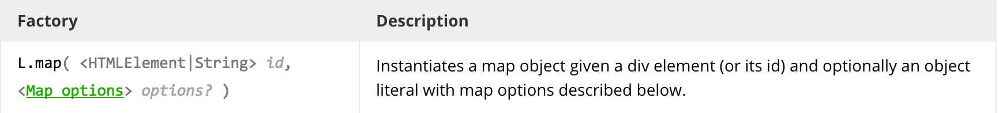 Factory
Description
L.map( <HTMLElement|String> id,
<Map options> options? )
Instantiates a map object given a div element (or its id) and optionally an object
literal with map options described below.